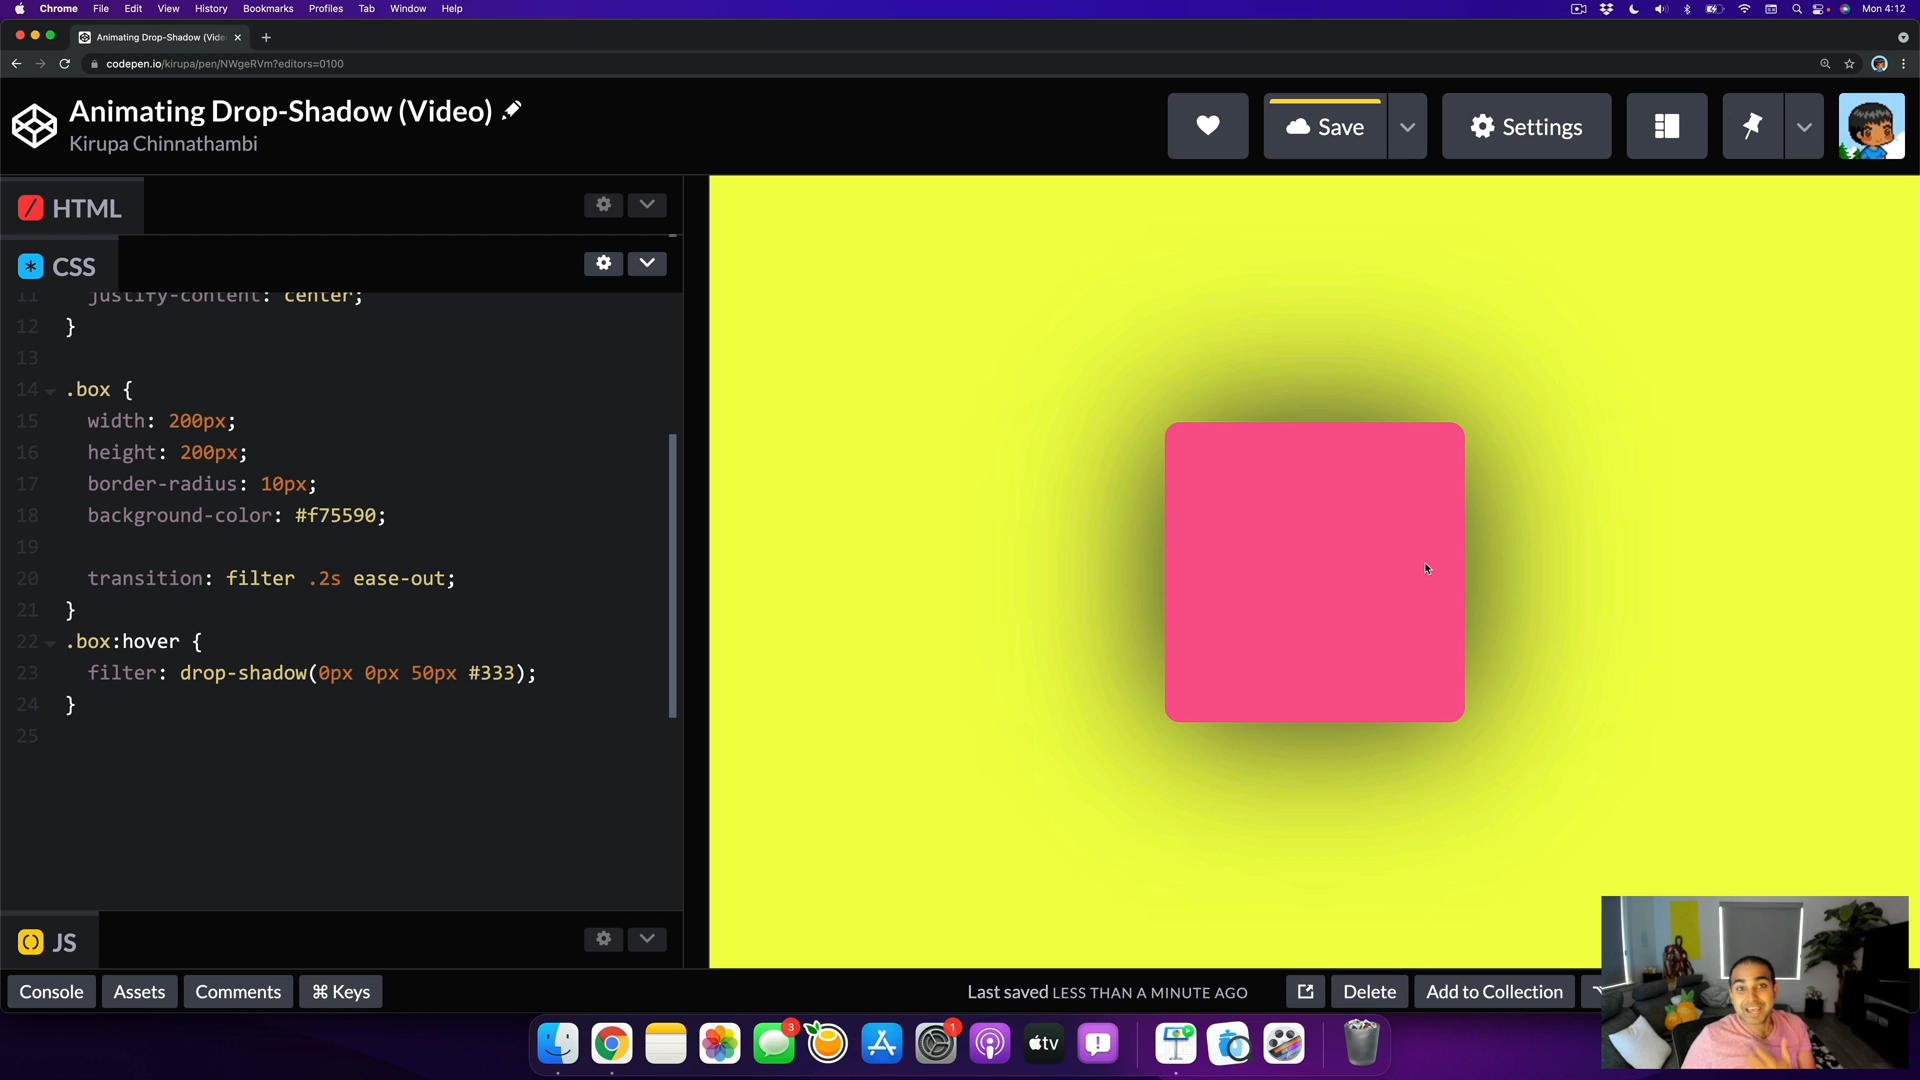 Chrome File Edit View History Bookmarks Profiles Tab Window Help Mon 4:12
Animating Drop-Shadow (Vide
codepen.io/kirupa/pen/NWgeRVm?editors=0100
Animating Drop-Shadow (Video)
Kirupa Chinnathambi
Save
Settings
HTML
CSS
11 justify-content: center;
12 }
13
14 .box {
15 width: 200px;
16 height: 200px;
17 border-radius: 10px;
18 background-color: #f75590;
19
20 transition: filter .2s ease-out;
21 }
22 .box:hover {
23 filter: drop-shadow(0px 0px 50px #333);
24 }
25
JS
Console Assets Comments ⌘ Keys Last saved LESS THAN A MINUTE AGO Delete Add to Collection
3 1 tv